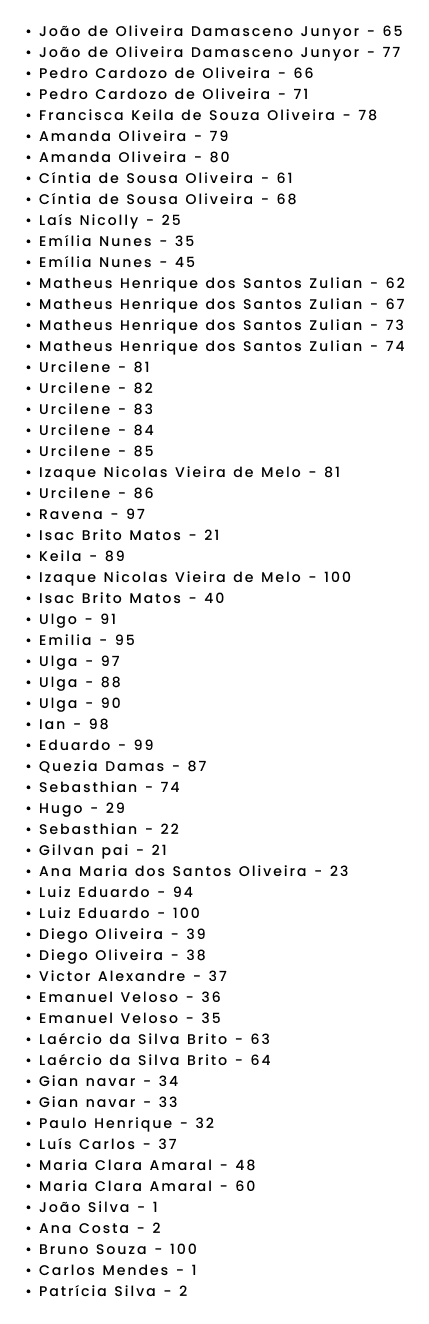 • João de Oliveira Damasceno Junyor - 65
• João de Oliveira Damasceno Junyor - 77
• Pedro Cardozo de Oliveira - 66
• Pedro Cardozo de Oliveira - 71
• Francisca Keila de Souza Oliveira - 78
• Amanda Oliveira - 79
• Amanda Oliveira - 80
• Cíntia de Sousa Oliveira - 61
• Cíntia de Sousa Oliveira - 68
• Laís Nicolly - 25
• Emília Nunes - 35
• Emília Nunes - 45
• Matheus Henrique dos Santos Zulian - 62
• Matheus Henrique dos Santos Zulian - 67
• Matheus Henrique dos Santos Zulian - 73
• Matheus Henrique dos Santos Zulian - 74
• Urcilene - 81
• Urcilene - 82
• Urcilene - 83
• Urcilene - 84
• Urcilene - 85
• Izaque Nicolas Vieira de Melo - 81
• Urcilene - 86
• Ravena - 97
• Isac Brito Matos - 21
• Keila - 89
• Izaque Nicolas Vieira de Melo - 100
• Isac Brito Matos - 40
• Ulgo - 91
• Emilia - 95
• Ulga - 97
• Ulga - 88
• Ulga - 90
• Ian - 98
• Eduardo - 99
• Quezia Damas - 87
• Sebasthian - 74
• Hugo - 29
• Sebasthian - 22
• Gilvan pai - 21
• Ana Maria dos Santos Oliveira - 23
• Luiz Eduardo - 94
• Luiz Eduardo - 100
• Diego Oliveira - 39
• Diego Oliveira - 38
• Victor Alexandre - 37
• Emanuel Veloso - 36
• Emanuel Veloso - 35
• Laércio da Silva Brito - 63
• Laércio da Silva Brito - 64
• Gian navar - 34
• Gian navar - 33
• Paulo Henrique - 32
• Luís Carlos - 37
• Maria Clara Amaral - 48
• Maria Clara Amaral - 60
• João Silva - 1
• Ana Costa - 2
• Bruno Souza - 100
• Carlos Mendes - 1
• Patrícia Silva - 2